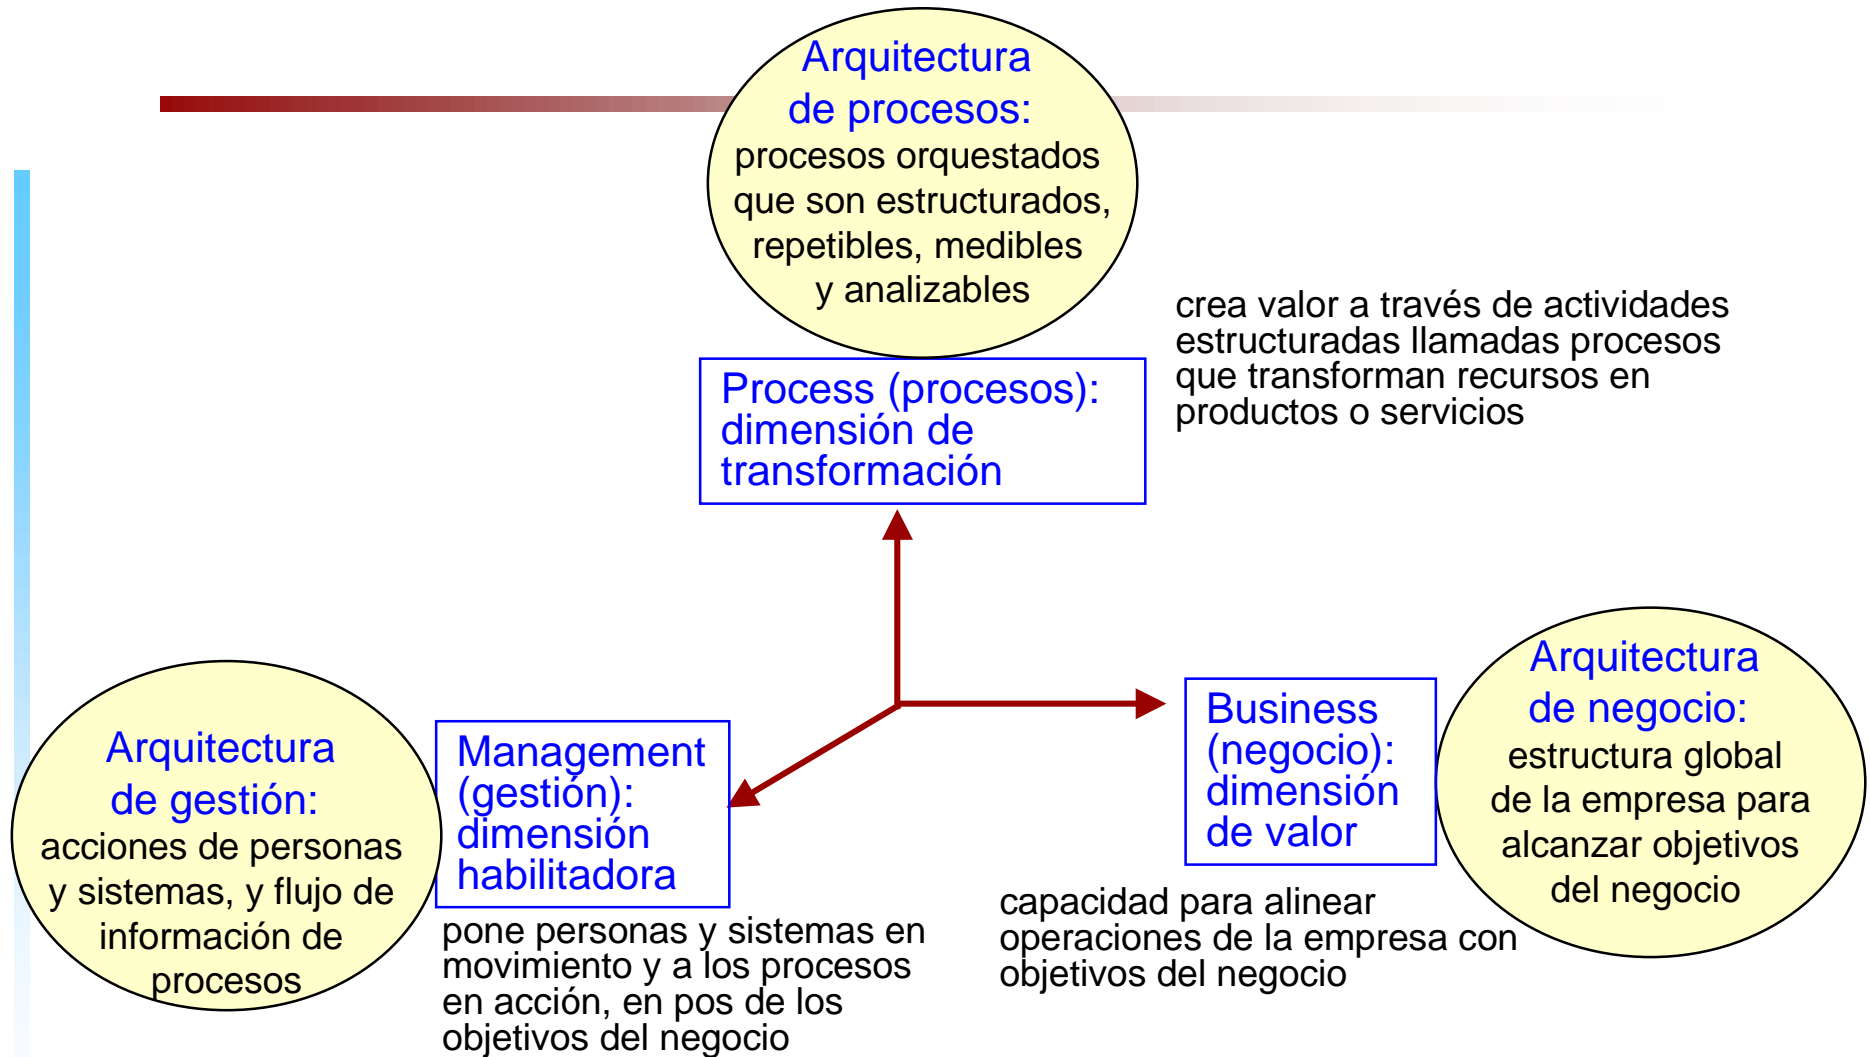 Arquitectura
de procesos:
procesos orquestados
que son estructurados,
repetibles, medibles
y analizables
crea valor a través de actividades
estructuradas llamadas procesos
que transforman recursos en
productos o servicios
Process (procesos):
dimensión de
transformación
Arquitectura
de gestión:
acciones de personas
y sistemas, y flujo de
información de
procesos
Management
(gestión):
dimensión
habilitadora
pone personas y sistemas en
movimiento y a los procesos
en acción, en pos de los
objetivos del negocio
Business
(negocio):
dimensión
de valor
capacidad para alinear
operaciones de la empresa con
objetivos del negocio
Arquitectura
de negocio:
estructura global
de la empresa para
alcanzar objetivos
del negocio